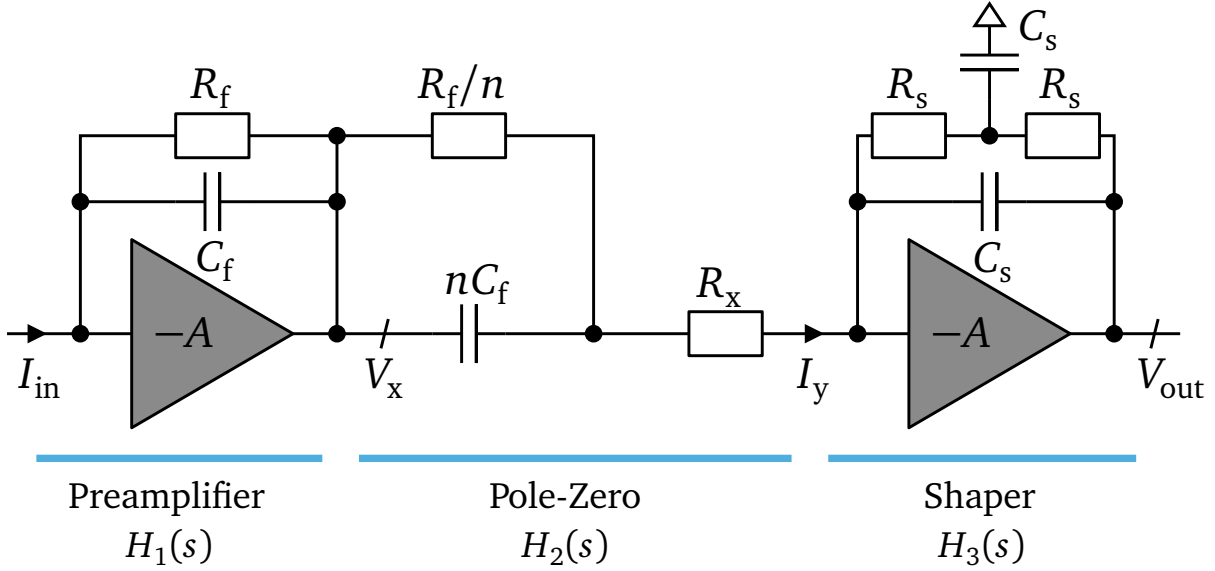 C_s
R_f
R_f/n
R_s
R_s
C_f
nC_f
R_x
C_s
−A
−A
I_in
V_x
I_y
V_out
Preamplifier
Pole-Zero
Shaper
H_1(s)
H_2(s)
H_3(s)